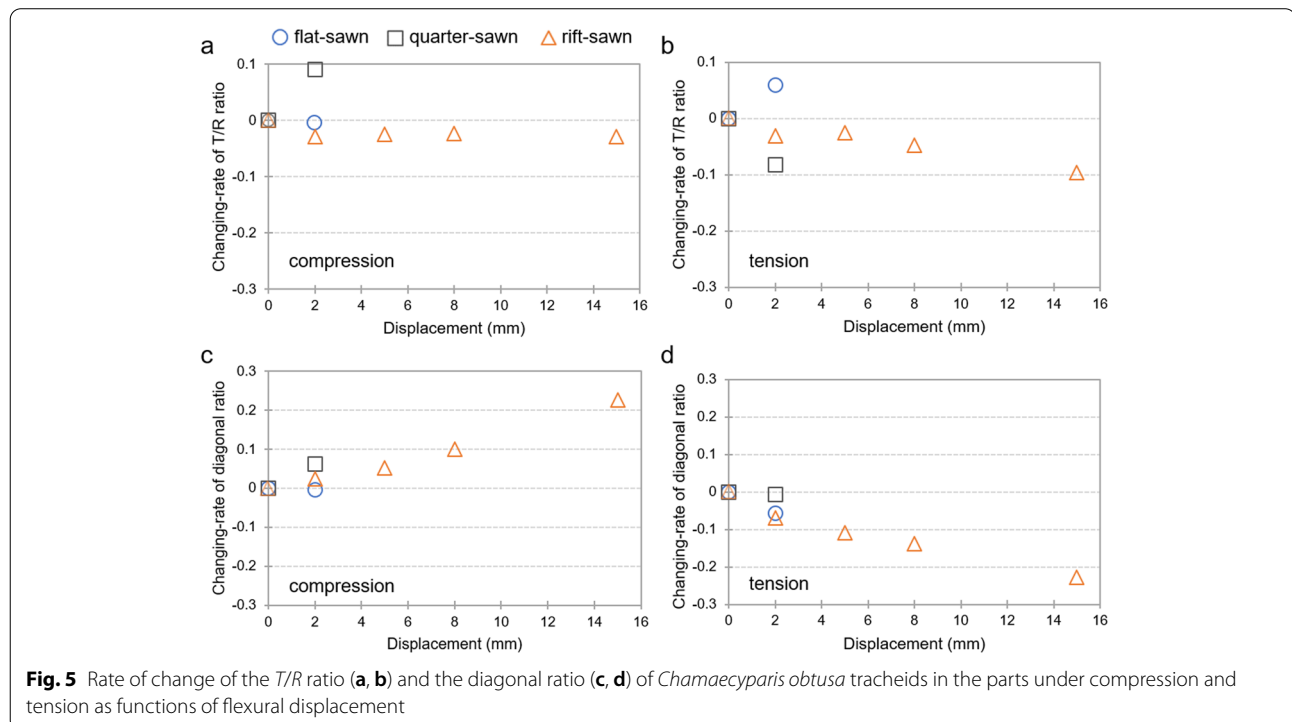 flat-sawn quarter-sawn rift-sawn
a
0.1
0
-0.1
-0.2
-0.3
Changing-rate of T/R ratio
compression
0 2 4 6 8 10 12 14 16
Displacement (mm)
b
0.1
0
-0.1
-0.2
-0.3
Changing-rate of T/R ratio
tension
0 2 4 6 8 10 12 14 16
Displacement (mm)
c
0.3
0.2
0.1
0
-0.1
-0.2
-0.3
Changing-rate of diagonal ratio
compression
0 2 4 6 8 10 12 14 16
Displacement (mm)
d
0.3
0.2
0.1
0
-0.1
-0.2
-0.3
Changing-rate of diagonal ratio
tension
0 2 4 6 8 10 12 14 16
Displacement (mm)
Fig. 5 Rate of change of the T/R ratio (a, b) and the diagonal ratio (c, d) of Chamaecyparis obtusa tracheids in the parts under compression and
tension as functions of flexural displacement